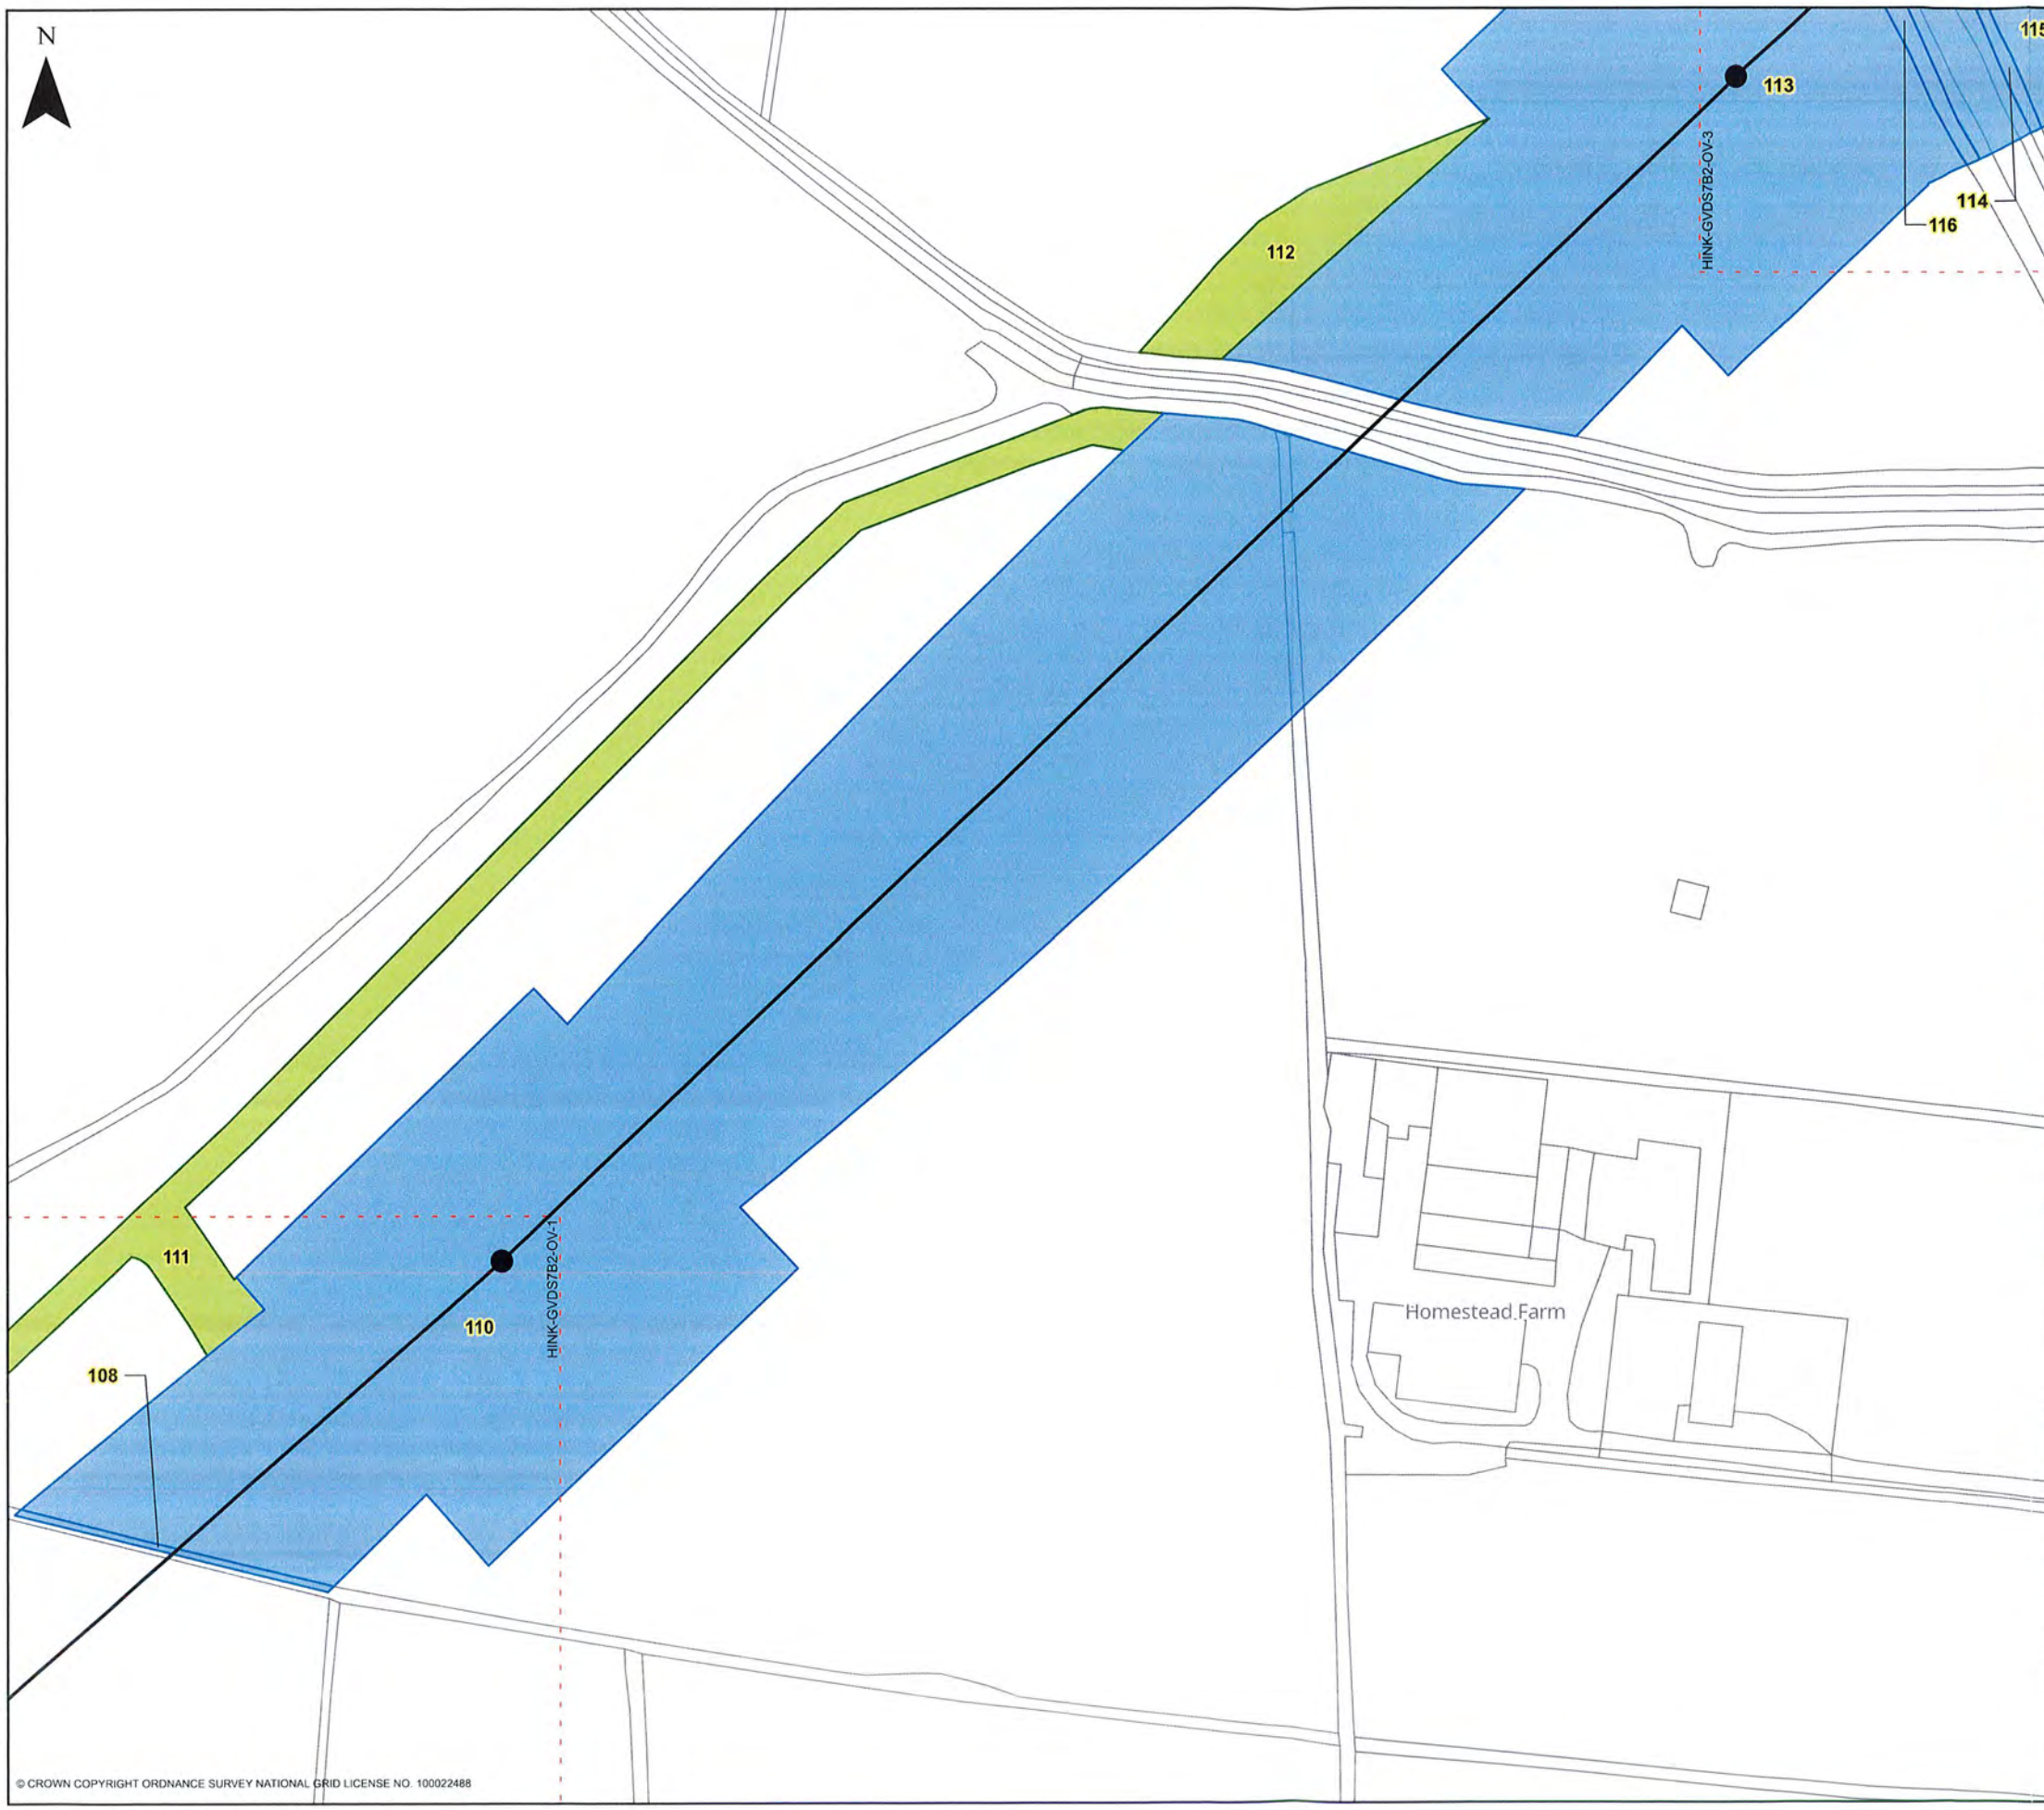 N
115
113
HINK-GVDS7B2-OV-3
114
116
112
111
HINK-GVDS7B2-OV-1
110
108
Homestead Farm
© CROWN COPYRIGHT ORDNANCE SURVEY NATIONAL GRID LICENSE NO. 100022488